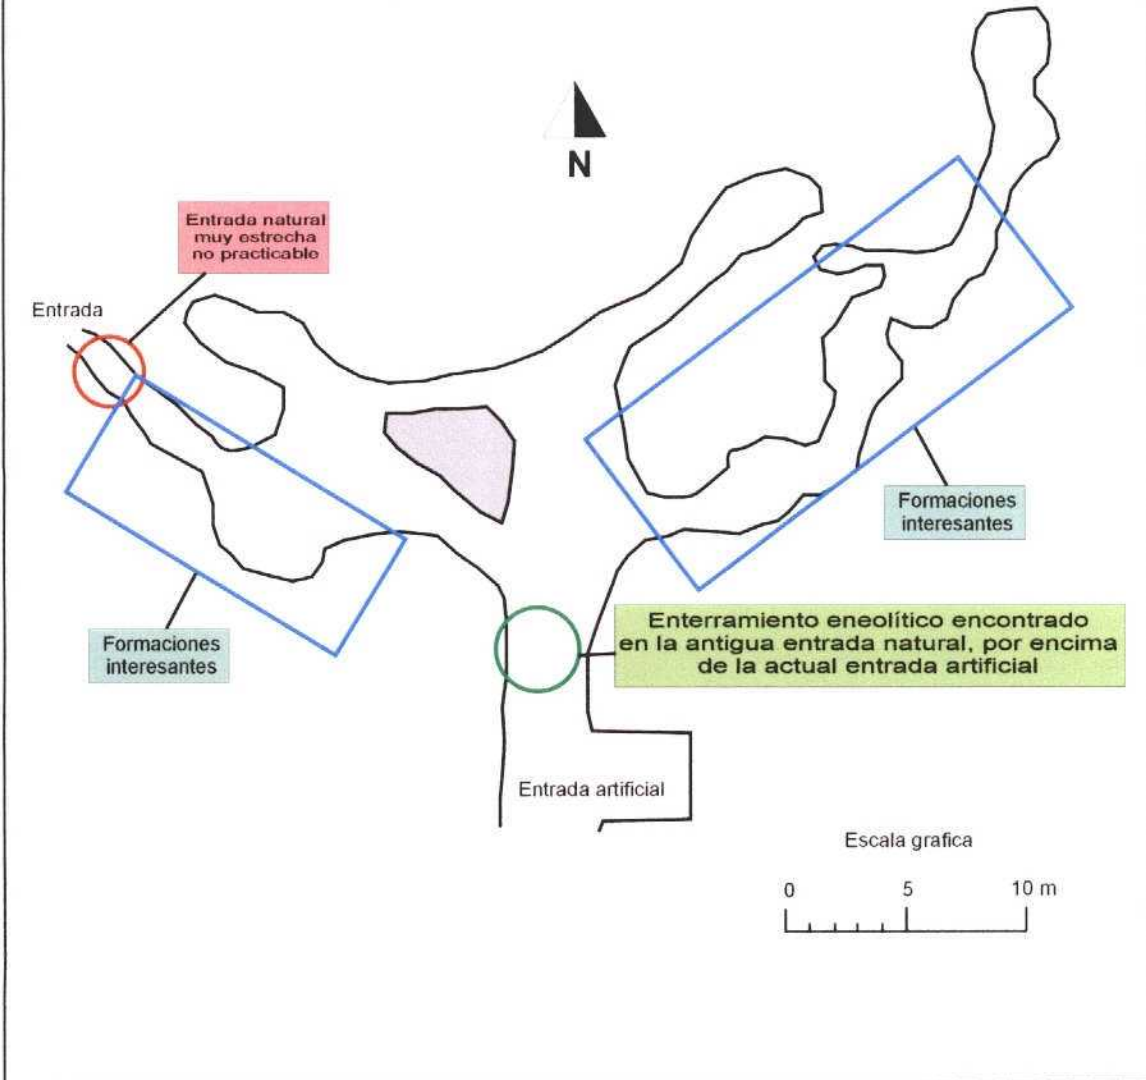 N
Entrada natural
muy estrecha
no practicable
Entrada
Formaciones
interesantes
Formaciones
interesantes
Enterramiento eneolítico encontrado
en la antigua entrada natural, por encima
de la actual entrada artificial
Entrada artificial
Escala grafica
0 5 10 m